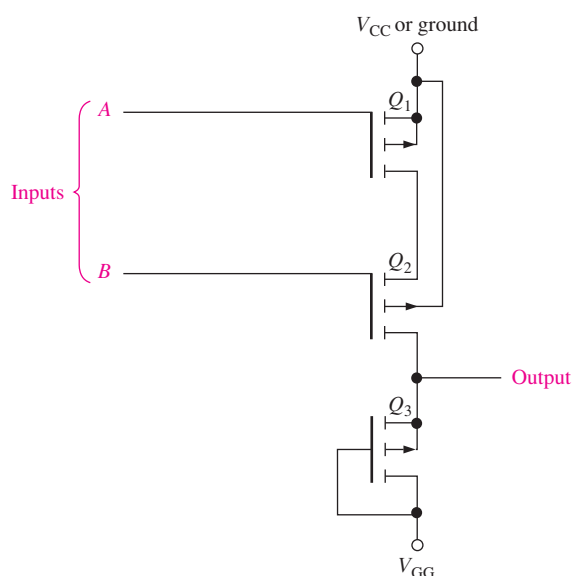 V_CC or ground
Q_1
A
Inputs
Q_2
B
Output
Q_3
V_GG